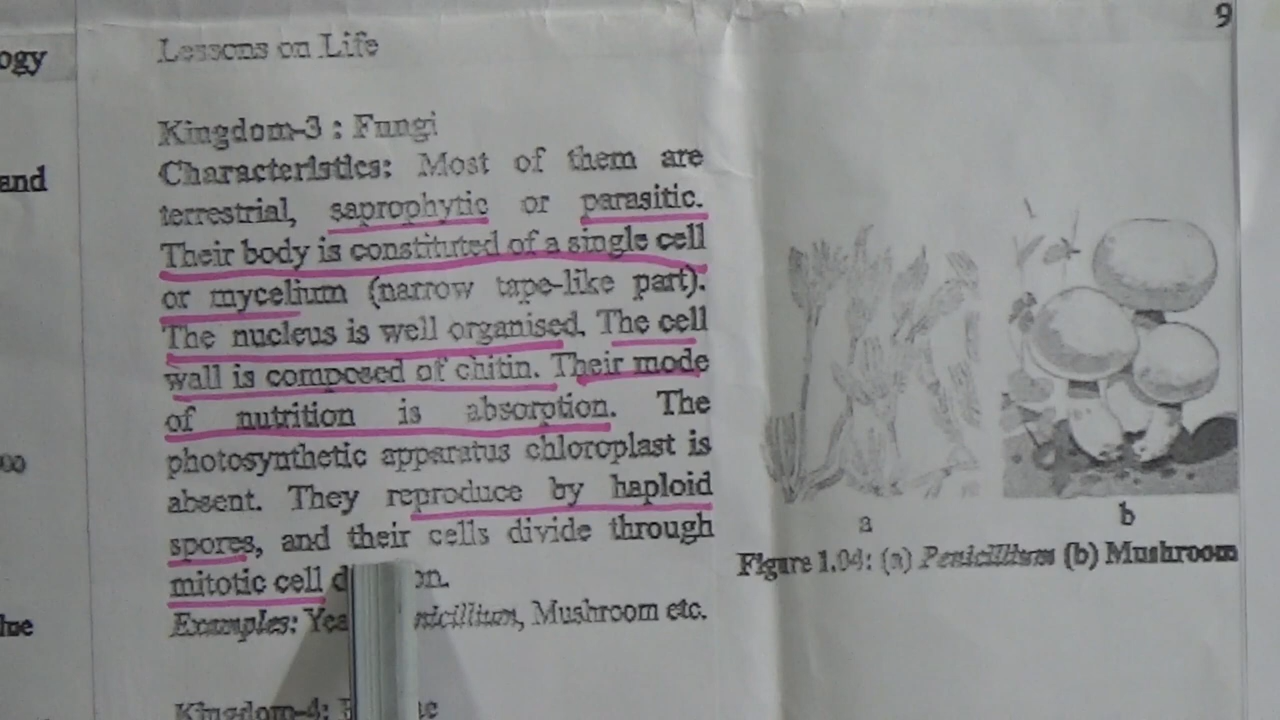 9
ogy
Lessons on Life
Kingdom-3 : Fungi
Characteristics: Most of them are
and
terrestrial, saprophytic or parasitic.
Their body is constituted of a single cell
or mycelium (narrow tape-like part).
The nucleus is well organised. The cell
wall is composed of chitin. Their mode
of nutrition is absorption. The
photosynthetic apparatus chloroplast is
absent. They reproduce by haploid
spores, and their cells divide through
mitotic cell
Examples: Mushroom etc.
Kingdom-4:
a
b
Figure 1.04: (a) Penicillium (b) Mushroom